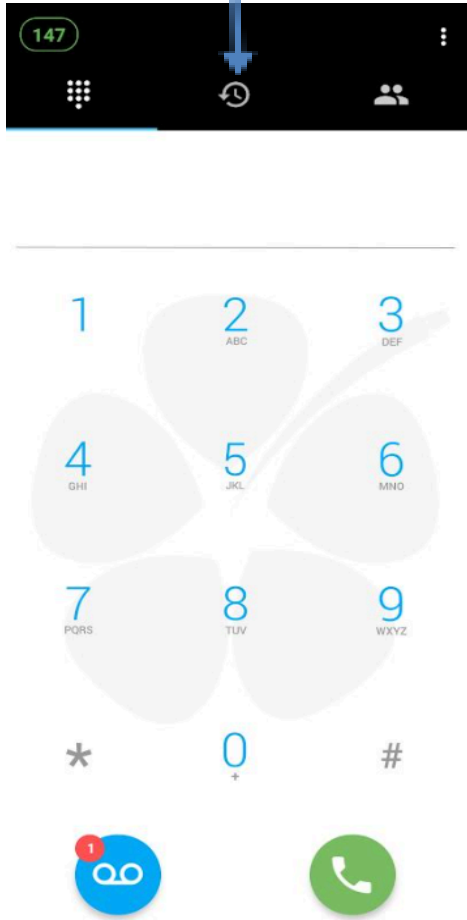 147
1 2 3
ABC DEF
4 5 6
GHI JKL MNO
7 8 9
PQRS TUV WXYZ
* 0 #
+
1